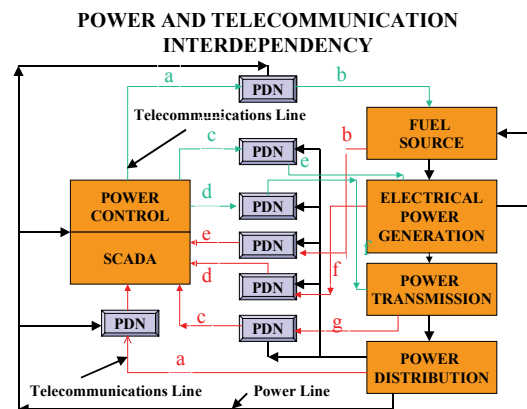 POWER AND TELECOMMUNICATION
INTERDEPENDENCY
a
b
PDN
Telecommunications Line
c
b
FUEL
SOURCE
PDN
e
POWER
CONTROL
d
PDN
ELECTRICAL
POWER
GENERATION
SCADA
e
PDN
f
f
d
PDN
POWER
TRANSMISSION
PDN
c
PDN
g
a
POWER
DISTRIBUTION
Telecommunications Line
Power Line